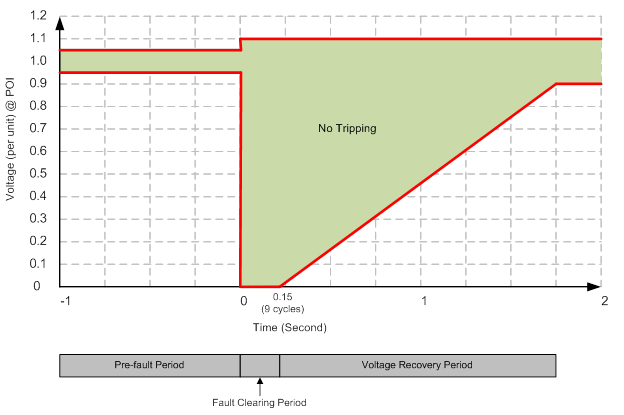 1.2
1.1
1.0
0.9
0.8
0.7
0.6
0.5
0.4
0.3
0.2
0.1
0
Voltage (per unit) @ POI
No Tripping
-1
0
0.15
(9 cycles)
1
2
Time (Second)
Pre-fault Period
Voltage Recovery Period
Fault Clearing Period